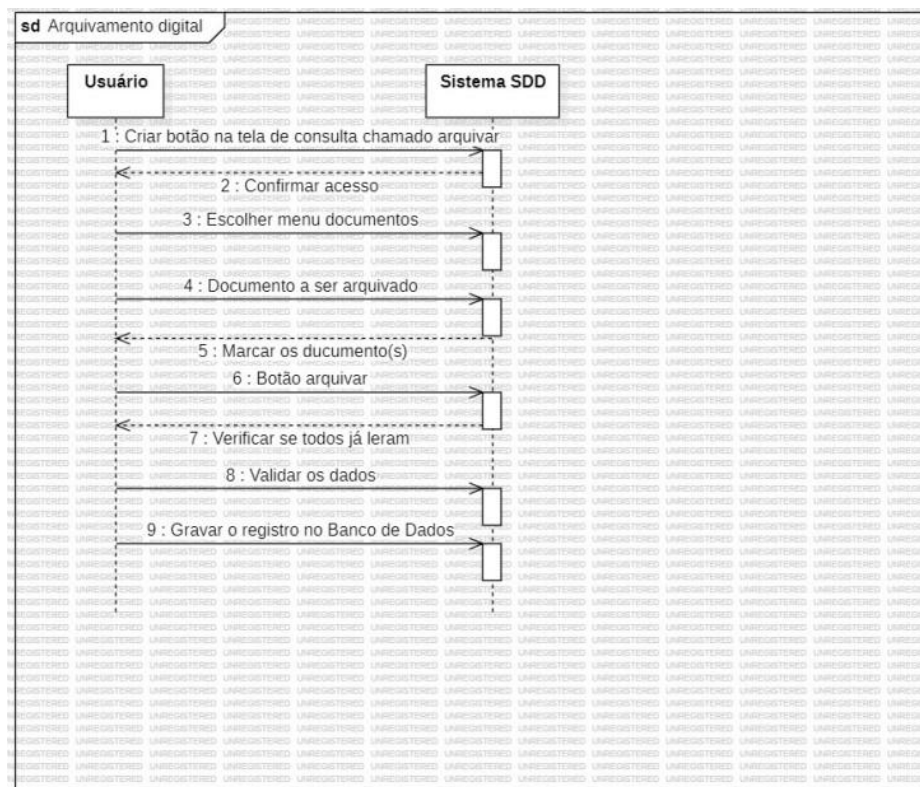 sd Arquivamento digital
Usuário
Sistema SDD
1 : Criar botão na tela de consulta chamado arquivar
2 : Confirmar acesso
3 : Escolher menu documentos
4 : Documento a ser arquivado
5 : Marcar os ducumento(s)
6 : Botão arquivar
7 : Verificar se todos já leram
8 : Validar os dados
9 : Gravar o registro no Banco de Dados
UNREGISTERED